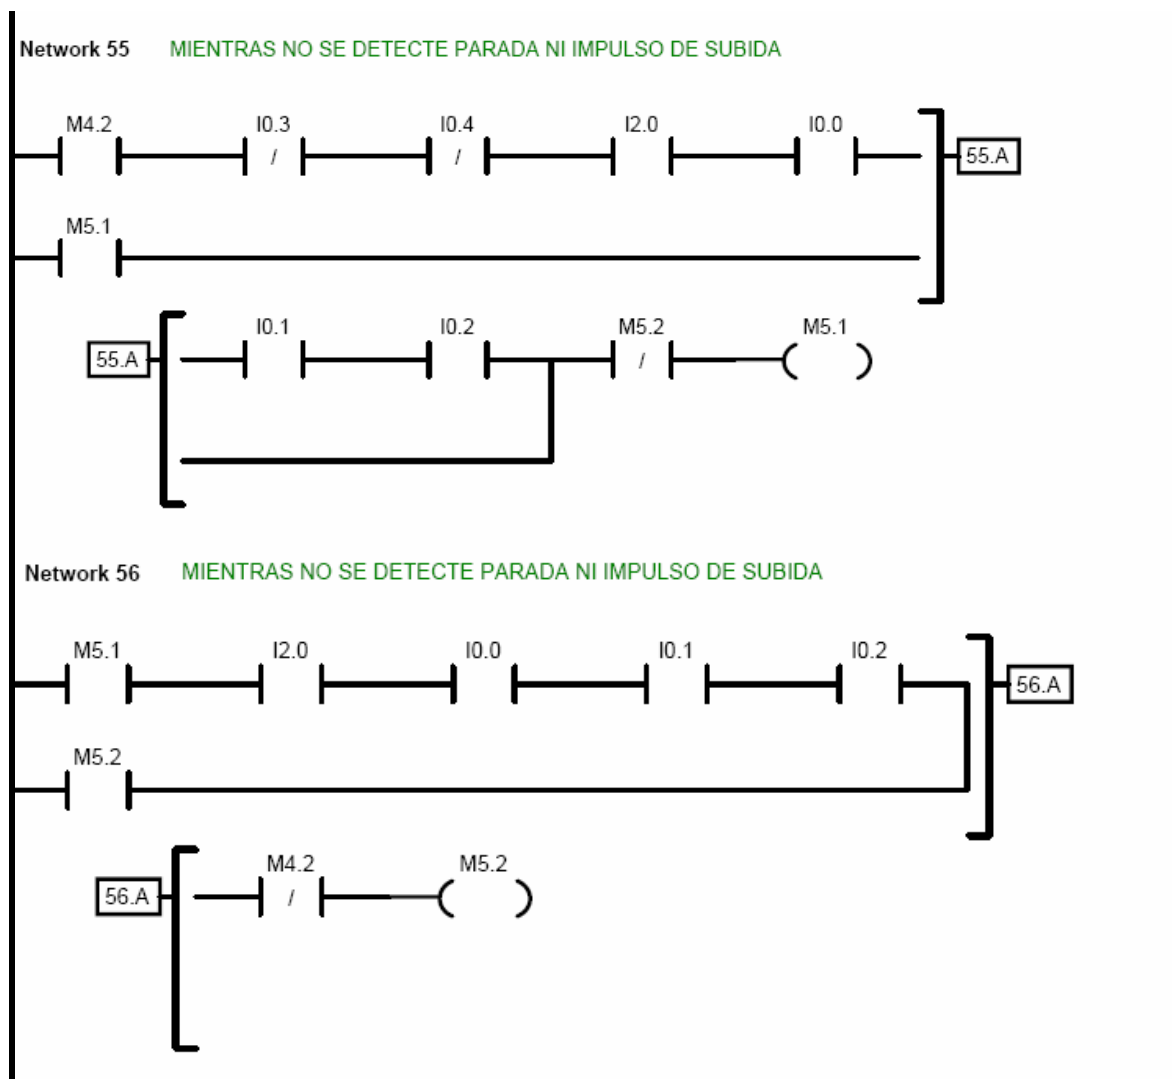 Network 55 MIENTRAS NO SE DETECTE PARADA NI IMPULSO DE SUBIDA
M4.2 I0.3 I0.4 I2.0 I0.0
/ /
55.A
M5.1
I0.1 I0.2 M5.2 M5.1
55.A
/ ( )
Network 56 MIENTRAS NO SE DETECTE PARADA NI IMPULSO DE SUBIDA
M5.1 I2.0 I0.0 I0.1 I0.2
56.A
M5.2
M4.2 M5.2
56.A
/ ( )